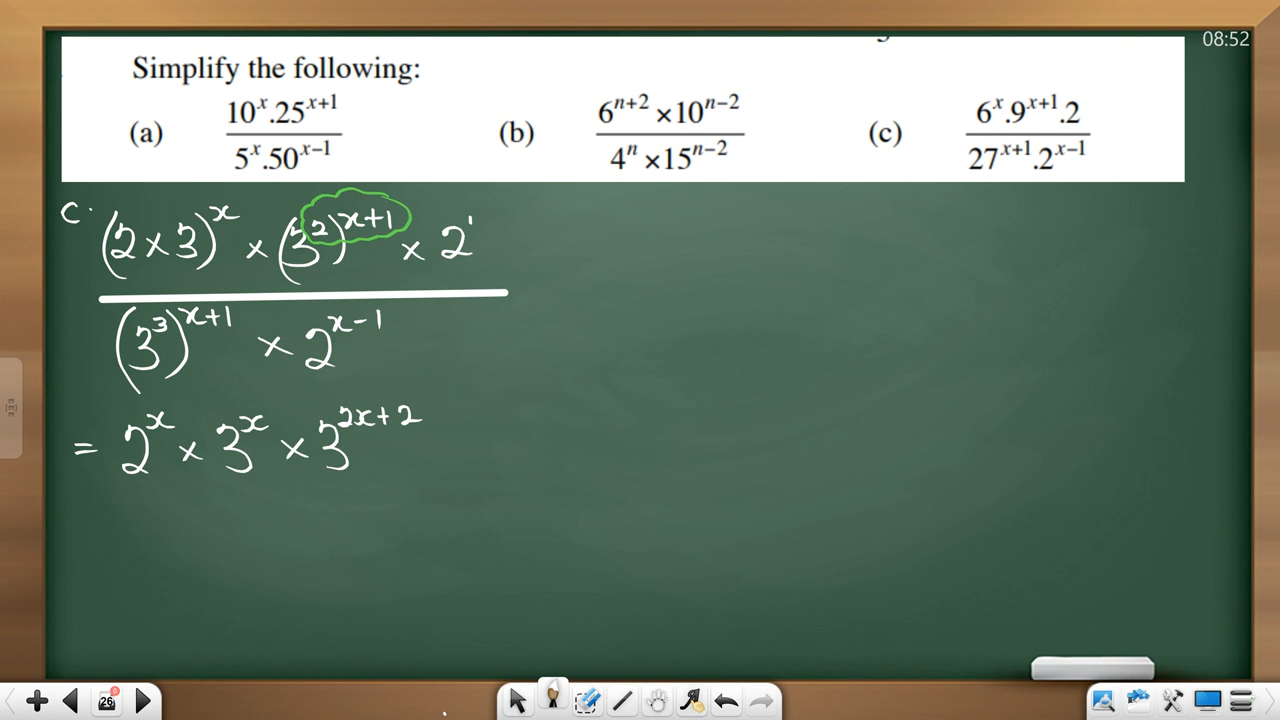 08:52
Simplify the following:
(a) 10^x.25^{x+1} / 5^x.50^{x−1} (b) 6^{n+2} ×10^{n−2} / 4^n ×15^{n−2} (c) 6^x.9^{x+1}.2 / 27^{x+1}.2^{x−1}
c. (2 × 3)^x × (3^2)^{x+1} × 2^1
(3^3)^{x+1} × 2^{x-1}
= 2^x × 3^x × 3^{2x+2}
26
0